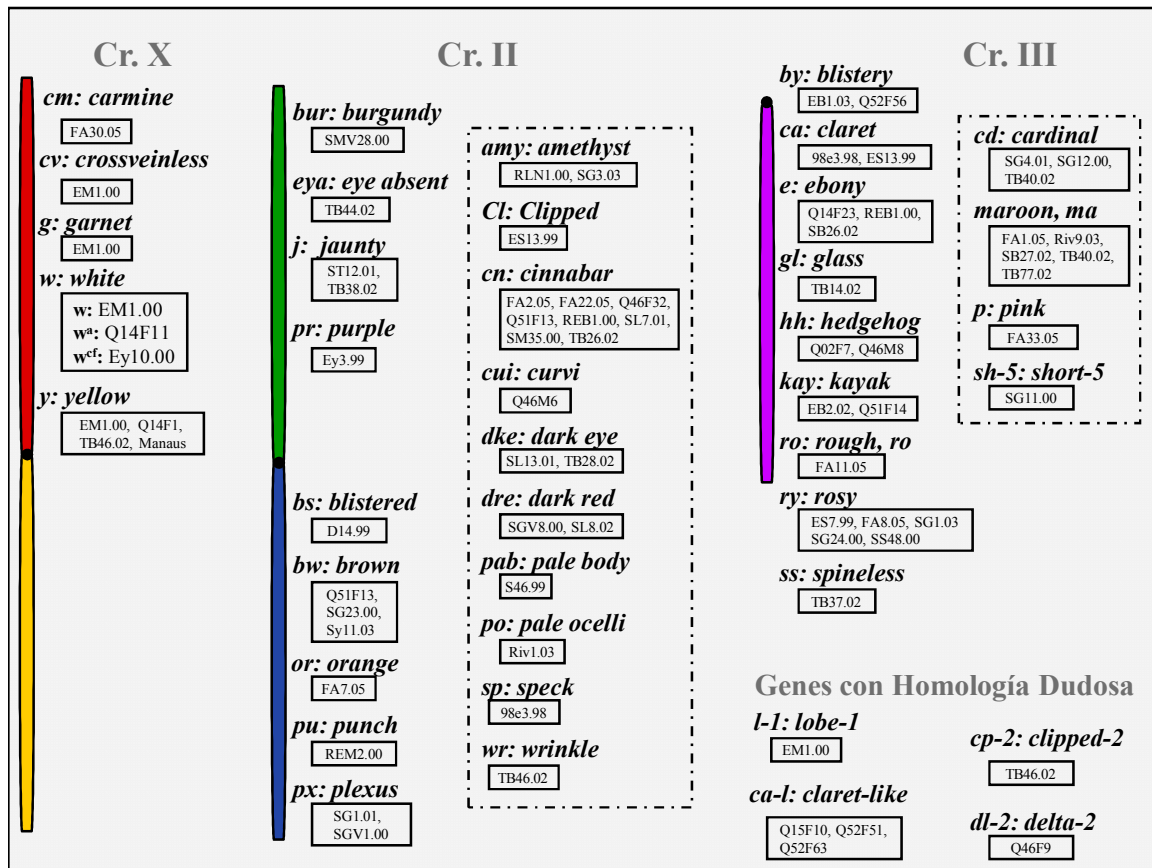 Cr. X
cm: carmine
FA30.05
cv: crossveinless
EM1.00
g: garnet
EM1.00
w: white
w: EM1.00
wᵃ: Q14F11
wᶜᶠ: Ey10.00
y: yellow
EM1.00, Q14F1,
TB46.02, Manaus
Cr. II
bur: burgundy
SMV28.00
eya: eye absent
TB44.02
j: jaunty
ST12.01,
TB38.02
pr: purple
Ey3.99
bs: blistered
D14.99
bw: brown
Q51F13,
SG23.00,
Sy11.03
or: orange
FA7.05
pu: punch
REM2.00
px: plexus
SG1.01,
SGV1.00
amy: amethyst
RLN1.00, SG3.03
Cl: Clipped
ES13.99
cn: cinnabar
FA2.05, FA22.05, Q46F32,
Q51F13, REB1.00, SL7.01,
SM35.00, TB26.02
cui: curvi
Q46M6
dke: dark eye
SL13.01, TB28.02
dre: dark red
SGV8.00, SL8.02
pab: pale body
S46.99
po: pale ocelli
Riv1.03
sp: speck
98e3.98
wr: wrinkle
TB46.02
Cr. III
by: blistery
EB1.03, Q52F56
ca: claret
98e3.98, ES13.99
e: ebony
Q14F23, REB1.00,
SB26.02
gl: glass
TB14.02
hh: hedgehog
Q02F7, Q46M8
kay: kayak
EB2.02, Q51F14
ro: rough, ro
FA11.05
ry: rosy
ES7.99, FA8.05, SG1.03
SG24.00, SS48.00
ss: spineless
TB37.02
cd: cardinal
SG4.01, SG12.00,
TB40.02
maroon, ma
FA1.05, Riv9.03,
SB27.02, TB40.02,
TB77.02
p: pink
FA33.05
sh-5: short-5
SG11.00
Genes con Homología Dudosa
l-1: lobe-1
EM1.00
ca-l: claret-like
Q15F10, Q52F51,
Q52F63
cp-2: clipped-2
TB46.02
dl-2: delta-2
Q46F9